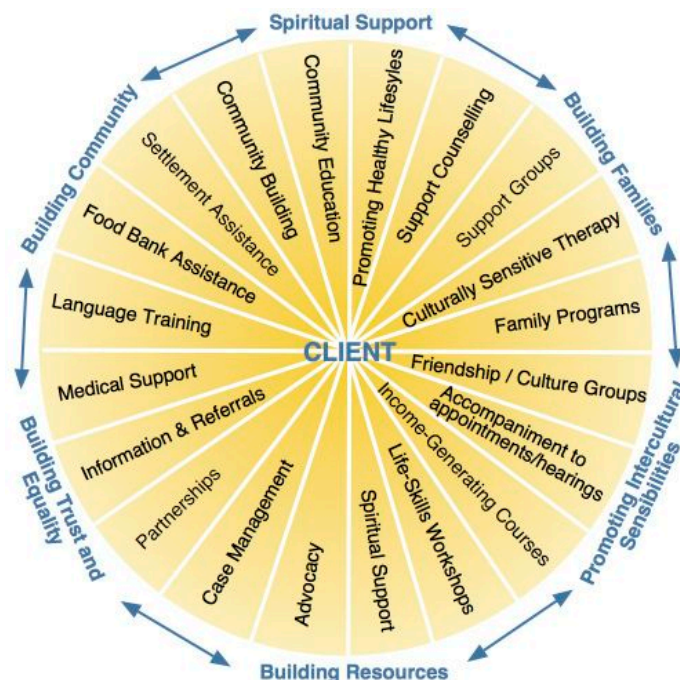 Spiritual Support
Building Families
Promoting Intercultural
Sensibilities
Building Resources
Building Trust and
Equality
Building Community
Promoting Healthy Lifesyles
Support Counselling
Support Groups
Culturally Sensitive Therapy
Family Programs
Friendship / Culture Groups
Accompaniment to
appointments/hearings
Income-Generating Courses
Life-Skills Workshops
Spiritual Support
Advocacy
Case Management
Partnerships
Information & Referrals
Medical Support
Language Training
Food Bank Assistance
Settlement Assistance
Community Building
Community Education
CLIENT